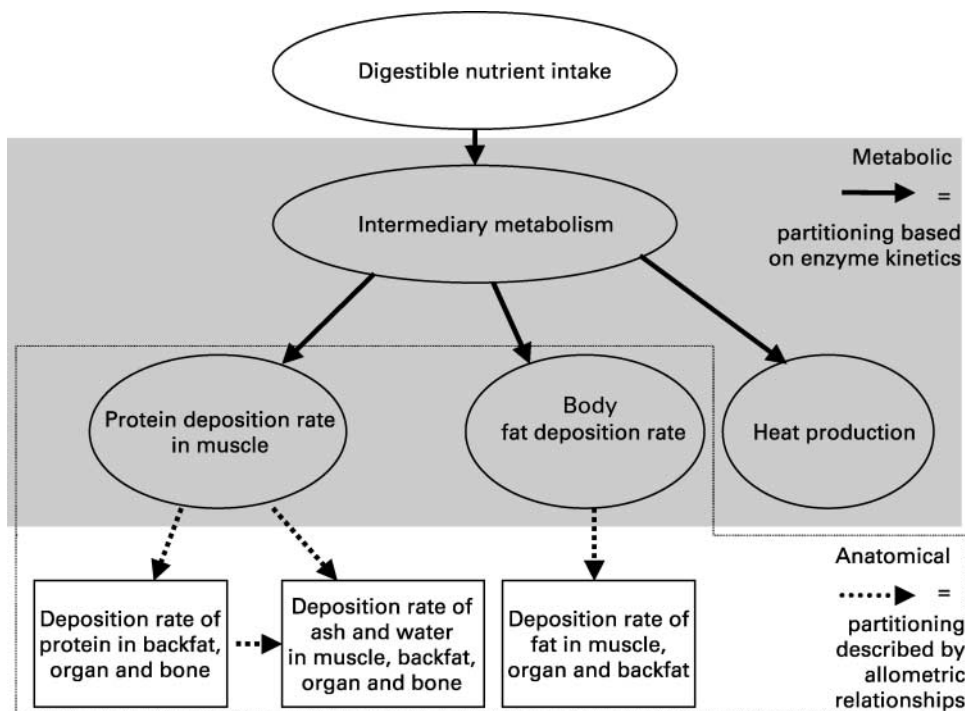 Digestible nutrient intake
Metabolic
=
partitioning based
on enzyme kinetics
Intermediary metabolism
Protein deposition rate
in muscle
Body
fat deposition rate
Heat production
Anatomical
=
partitioning
described by
allometric
relationships
Deposition rate of
protein in backfat,
organ and bone
Deposition rate of
ash and water
in muscle, backfat,
organ and bone
Deposition rate of
fat in muscle,
organ and backfat